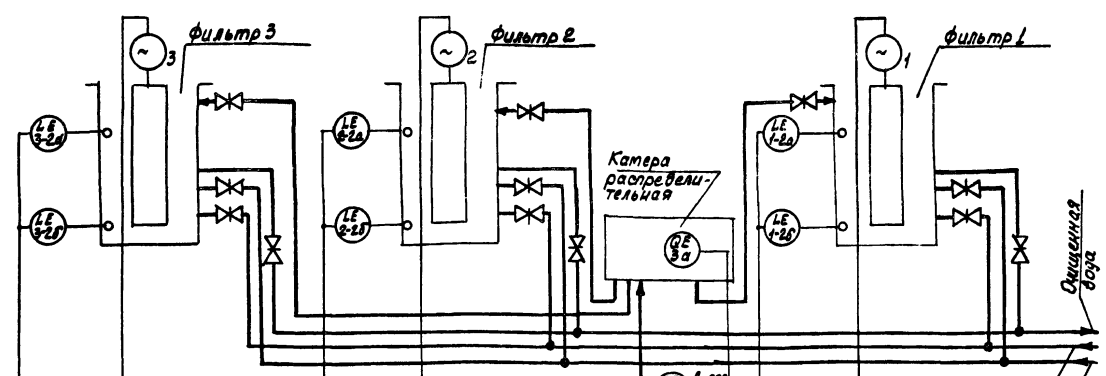 Фильтр 3
Фильтр 2
Фильтр 1
~
3
~
2
~
1
LE
3-2а
LE
2-2а
LE
1-2а
Камера
распредели-
тельная
LE
3-2б
LE
2-2б
LE
1-2б
QE
3а
Очищенная
вода